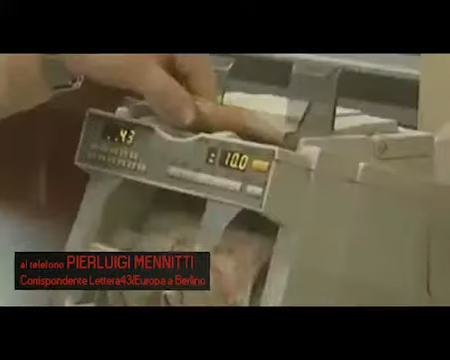 ..43
: 100
al telefono PIERLUIGI MENNITTI
Corrispondente Lettera43/Europa a Berlino